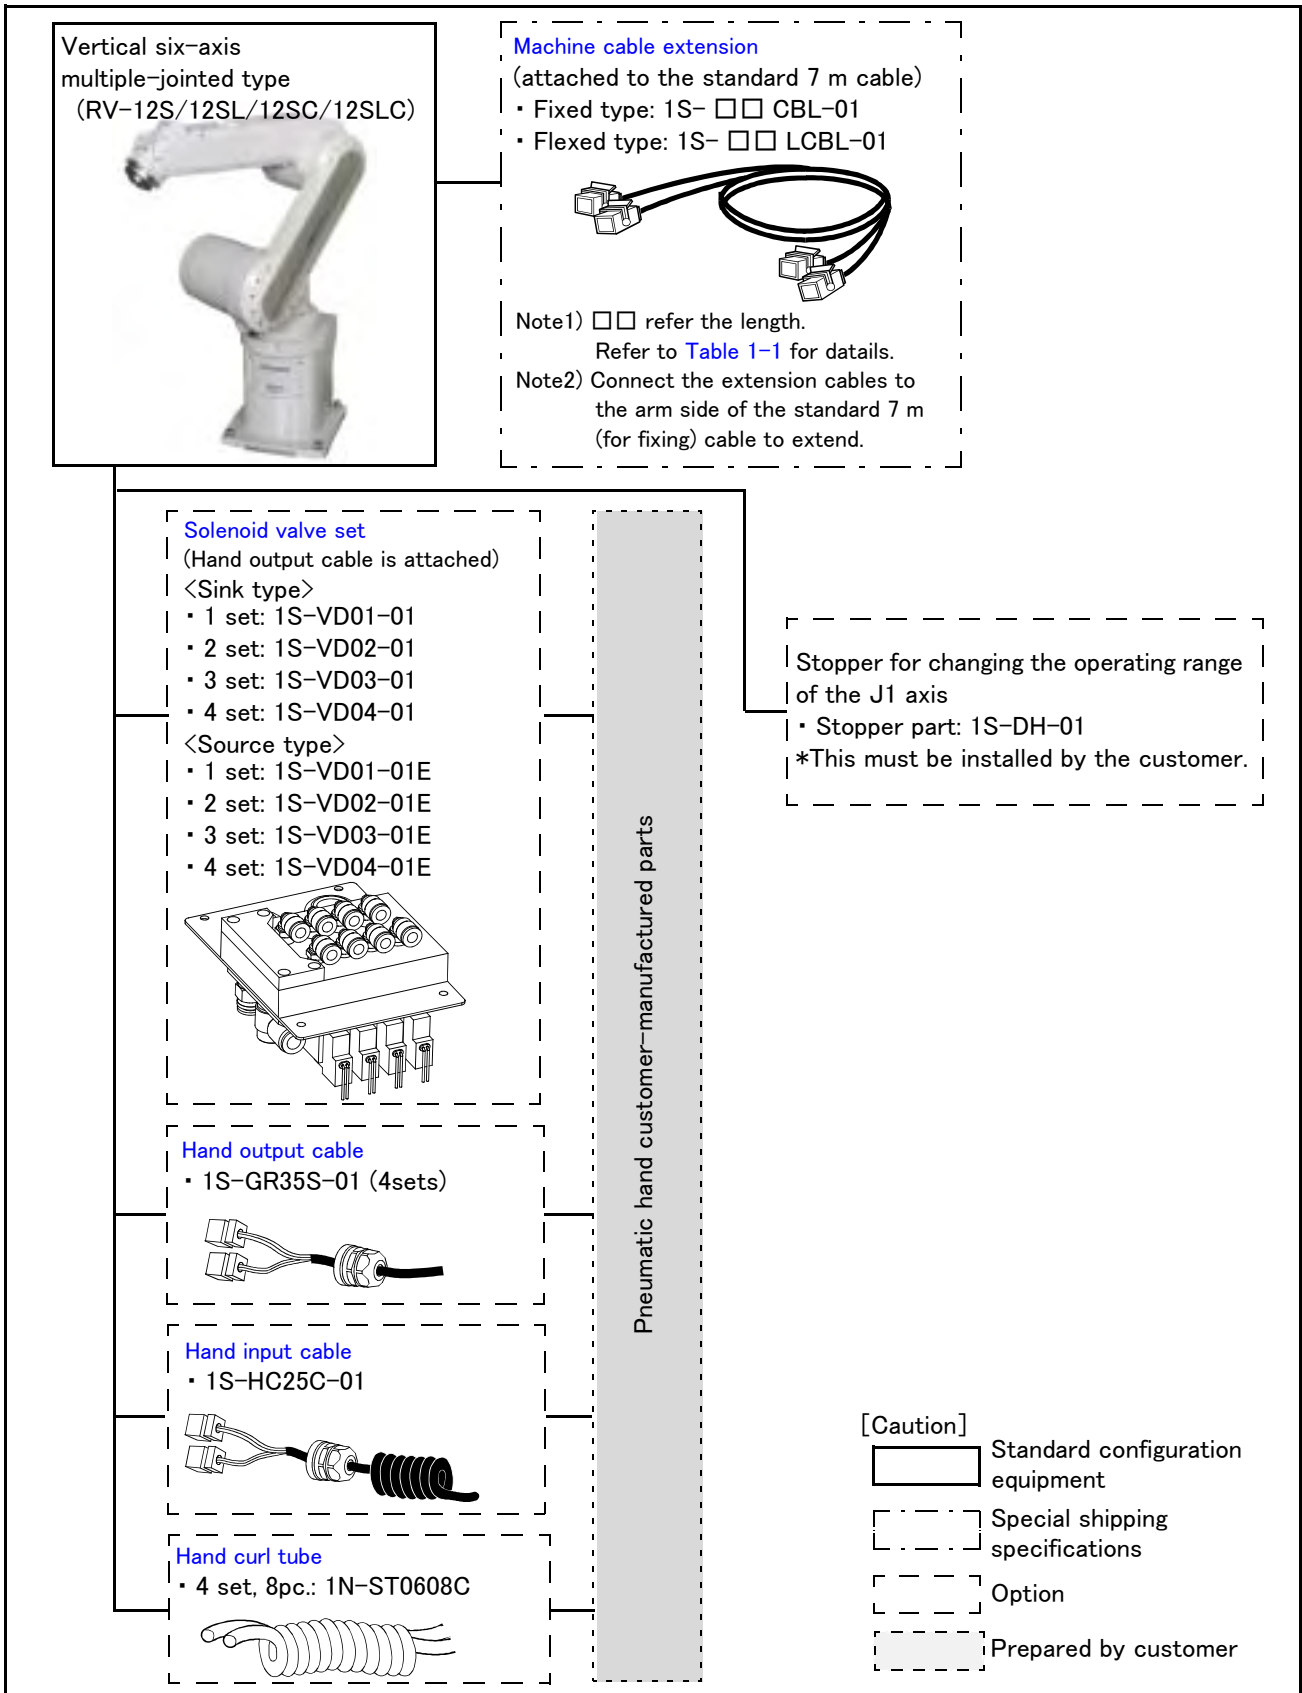 Vertical six-axis
multiple-jointed type
(RV-12S/12SL/12SC/12SLC)
Machine cable extension
(attached to the standard 7 m cable)
・Fixed type: 1S- □□ CBL-01
・Flexed type: 1S- □□ LCBL-01
Note1) □□ refer the length.
Refer to Table 1-1 for datails.
Note2) Connect the extension cables to
the arm side of the standard 7 m
(for fixing) cable to extend.
Solenoid valve set
(Hand output cable is attached)
<Sink type>
・1 set: 1S-VD01-01
・2 set: 1S-VD02-01
・3 set: 1S-VD03-01
・4 set: 1S-VD04-01
<Source type>
・1 set: 1S-VD01-01E
・2 set: 1S-VD02-01E
・3 set: 1S-VD03-01E
・4 set: 1S-VD04-01E
Pneumatic hand customer-manufactured parts
Stopper for changing the operating range
of the J1 axis
・Stopper part: 1S-DH-01
*This must be installed by the customer.
Hand output cable
・1S-GR35S-01 (4sets)
Hand input cable
・1S-HC25C-01
Hand curl tube
・4 set, 8pc.: 1N-ST0608C
[Caution]
Standard configuration
equipment
Special shipping
specifications
Option
Prepared by customer